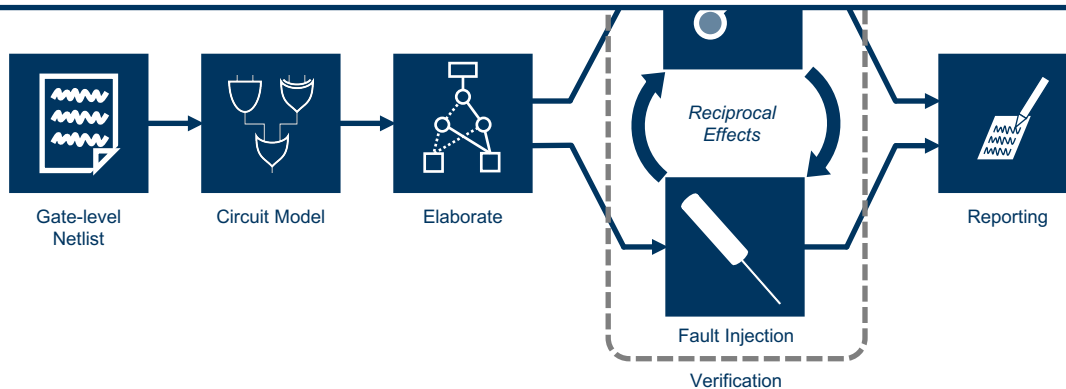 Reciprocal
Effects
Gate-level
Netlist
Circuit Model
Elaborate
Reporting
Fault Injection
Verification